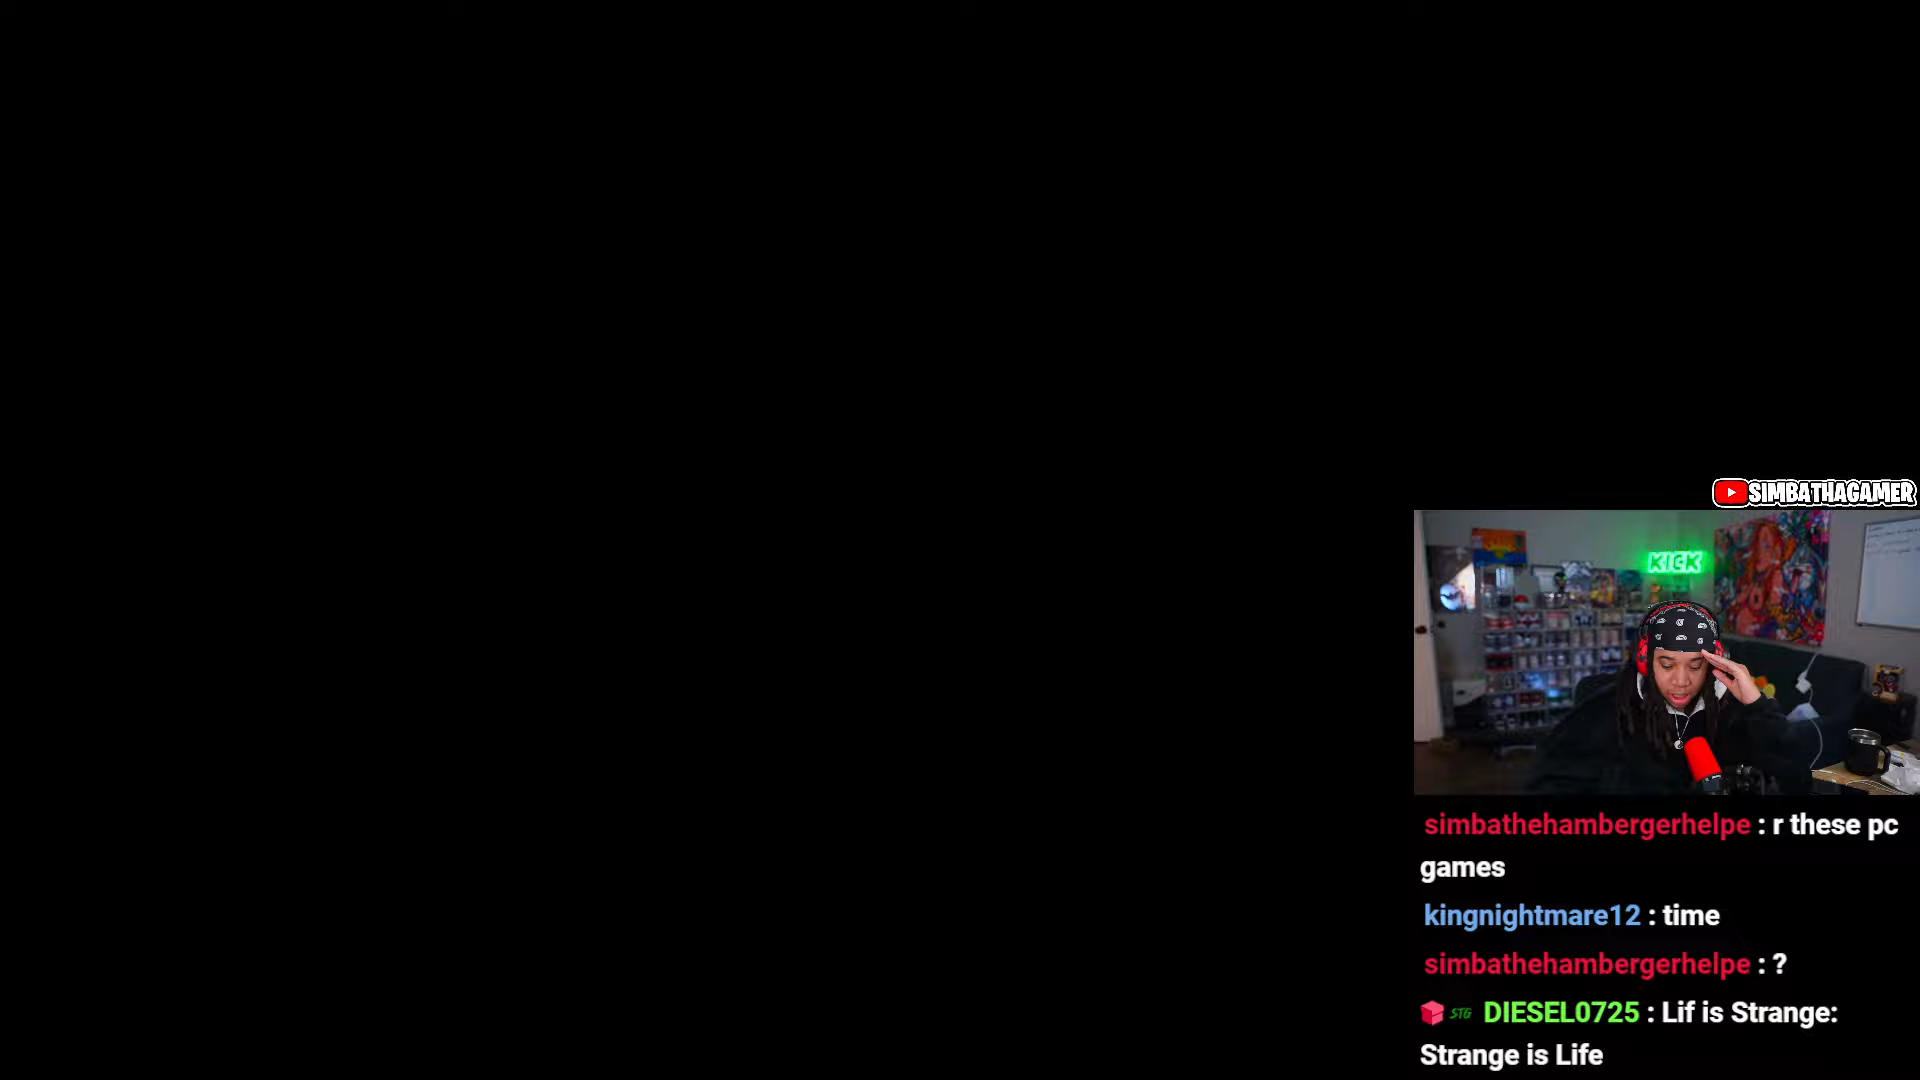 SIMBATHAGAMER
KICK
simbathehambergerhelpe : r these pc
games
kingnightmare12 : time
simbathehambergerhelpe : ?
STG DIESEL0725 : Lif is Strange:
Strange is Life